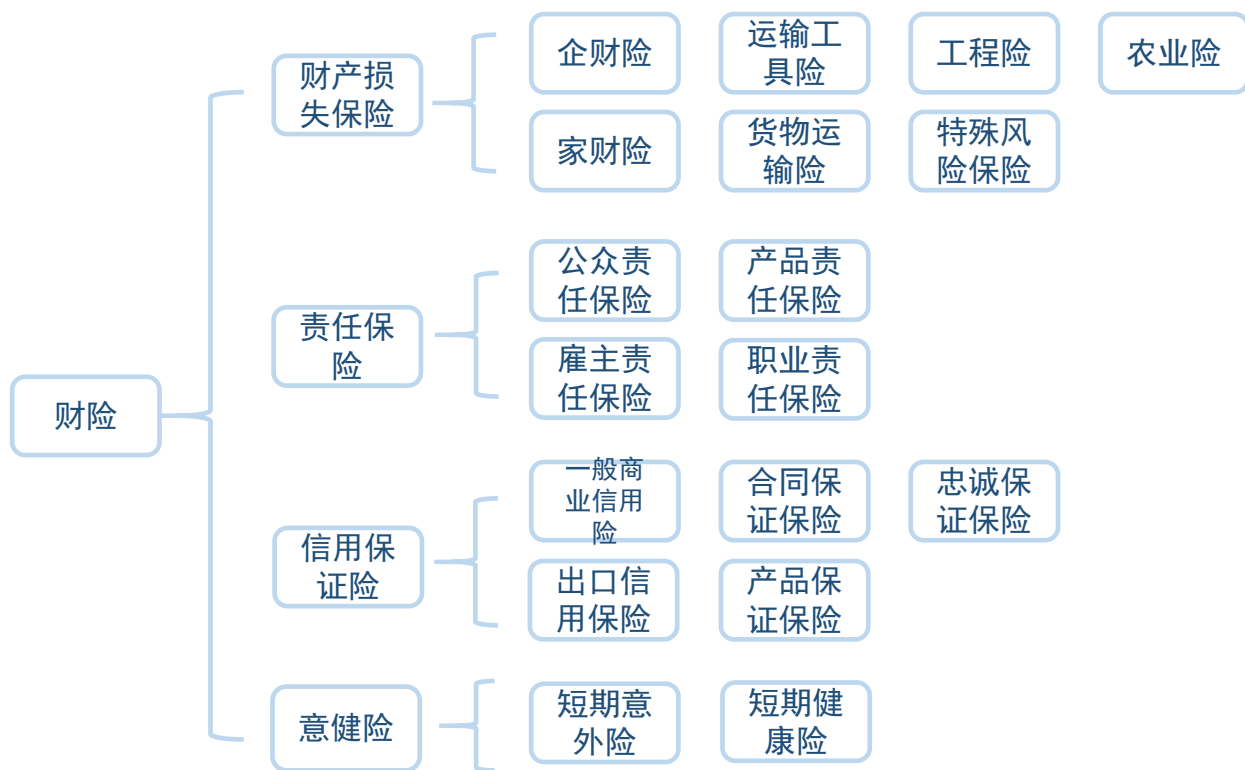 财险
财产损
失保险
企财险
运输工
具险
工程险
农业险
家财险
货物运
输险
特殊风
险保险
责任保
险
公众责
任保险
产品责
任保险
雇主责
任保险
职业责
任保险
信用保
证险
一般商
业信用
险
合同保
证保险
忠诚保
证保险
出口信
用保险
产品保
证保险
意健险
短期意
外险
短期健
康险